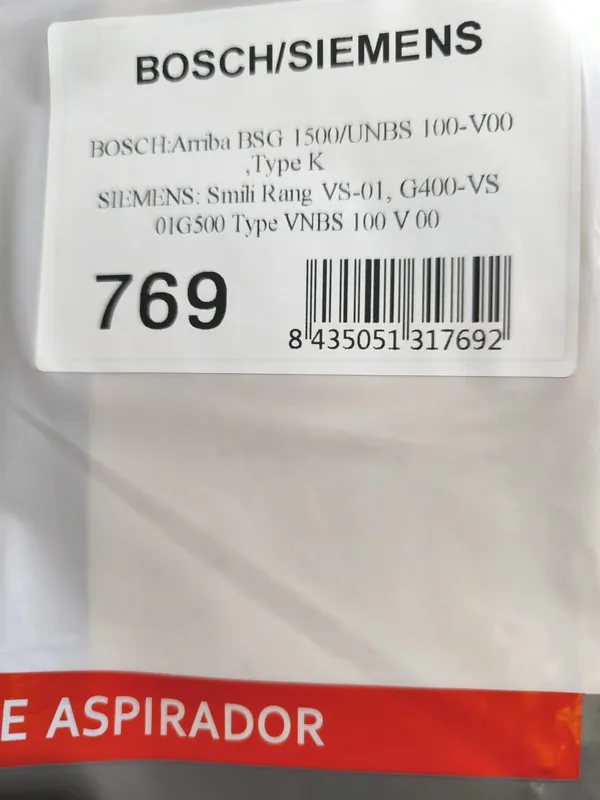 BOSCH/SIEMENS
BOSCH:Arriba BSG 1500/UNBS 100-V00
,Type K
SIEMENS: Smili Rang VS-01, G400-VS
01G500 Type VNBS 100 V 00
769
8 435051 317692
E ASPIRADOR